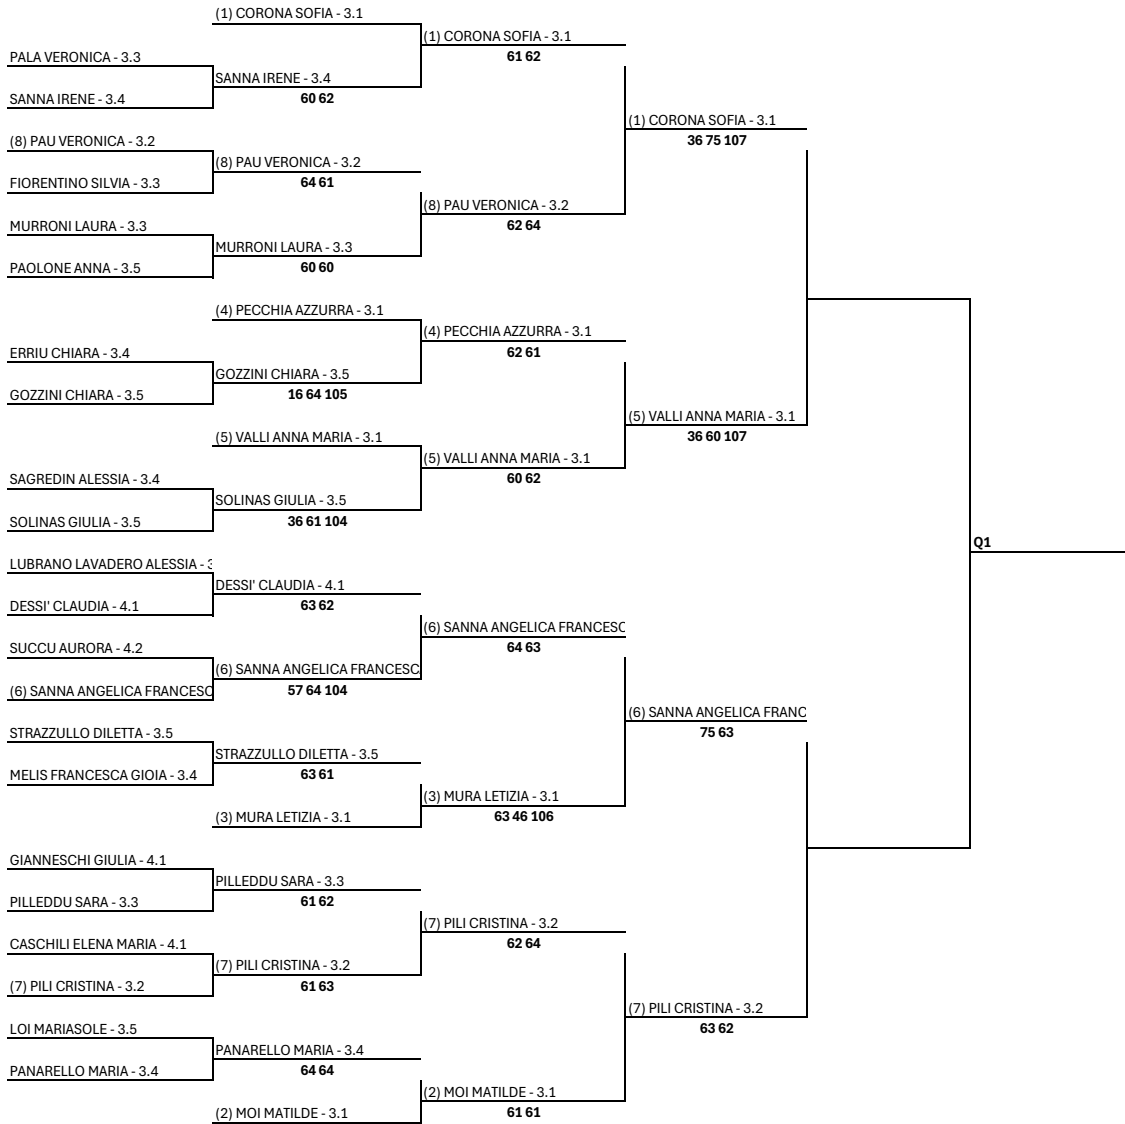 (1) CORONA SOFIA - 3.1
(1) CORONA SOFIA - 3.1
PALA VERONICA - 3.3
61 62
SANNA IRENE - 3.4
SANNA IRENE - 3.4
60 62
(1) CORONA SOFIA - 3.1
(8) PAU VERONICA - 3.2
36 75 107
(8) PAU VERONICA - 3.2
FIORENTINO SILVIA - 3.3
64 61
(8) PAU VERONICA - 3.2
MURRONI LAURA - 3.3
62 64
MURRONI LAURA - 3.3
PAOLONE ANNA - 3.5
60 60
(4) PECCHIA AZZURRA - 3.1
(4) PECCHIA AZZURRA - 3.1
ERRIU CHIARA - 3.4
62 61
GOZZINI CHIARA - 3.5
GOZZINI CHIARA - 3.5
16 64 105
(5) VALLI ANNA MARIA - 3.1
(5) VALLI ANNA MARIA - 3.1
36 60 107
(5) VALLI ANNA MARIA - 3.1
SAGREDIN ALESSIA - 3.4
60 62
SOLINAS GIULIA - 3.5
SOLINAS GIULIA - 3.5
36 61 104
Q1
LUBRANO LAVADERO ALESSIA - 3
DESSI' CLAUDIA - 4.1
DESSI' CLAUDIA - 4.1
63 62
(6) SANNA ANGELICA FRANCESC
SUCCU AURORA - 4.2
64 63
(6) SANNA ANGELICA FRANCESC
(6) SANNA ANGELICA FRANCESC
57 64 104
(6) SANNA ANGELICA FRANC
STRAZZULLO DILETTA - 3.5
75 63
STRAZZULLO DILETTA - 3.5
MELIS FRANCESCA GIOIA - 3.4
63 61
(3) MURA LETIZIA - 3.1
(3) MURA LETIZIA - 3.1
63 46 106
GIANNESCHI GIULIA - 4.1
PILLEDDU SARA - 3.3
PILLEDDU SARA - 3.3
61 62
(7) PILI CRISTINA - 3.2
CASCHILI ELENA MARIA - 4.1
62 64
(7) PILI CRISTINA - 3.2
(7) PILI CRISTINA - 3.2
61 63
(7) PILI CRISTINA - 3.2
LOI MARIASOLE - 3.5
63 62
PANARELLO MARIA - 3.4
PANARELLO MARIA - 3.4
64 64
(2) MOI MATILDE - 3.1
(2) MOI MATILDE - 3.1
61 61